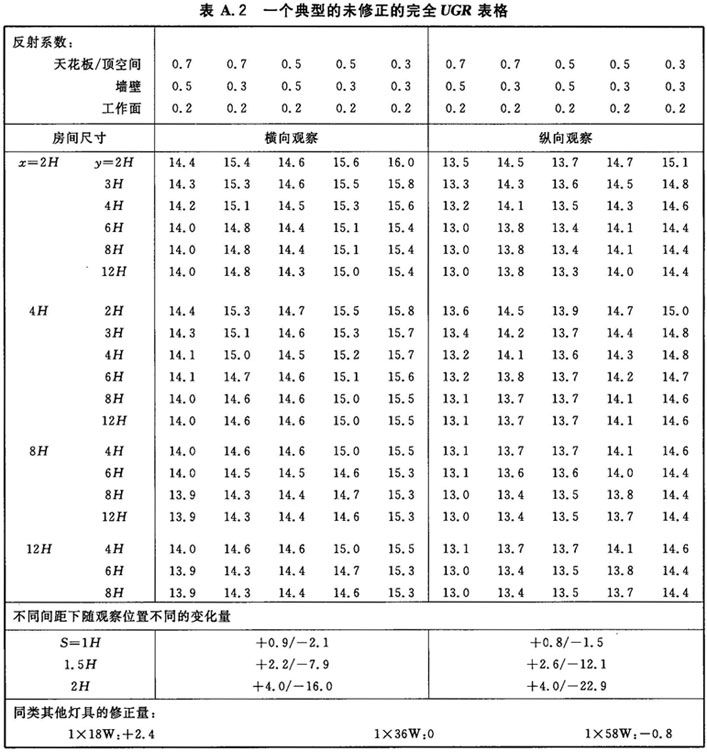 表 A.2 一个典型的未修正的完全 UGR 表格
反射系数:
天花板/顶空间 0.7 0.7 0.5 0.5 0.3 0.7 0.7 0.5 0.5 0.3
墙壁 0.5 0.3 0.5 0.3 0.3 0.5 0.3 0.5 0.3 0.3
工作面 0.2 0.2 0.2 0.2 0.2 0.2 0.2 0.2 0.2 0.2
房间尺寸 横向观察 纵向观察
x=2H y=2H 14.4 15.4 14.6 15.6 16.0 13.5 14.5 13.7 14.7 15.1
3H 14.3 15.3 14.6 15.5 15.8 13.3 14.3 13.6 14.5 14.8
4H 14.2 15.1 14.5 15.3 15.6 13.2 14.1 13.5 14.3 14.6
6H 14.0 14.8 14.4 15.1 15.4 13.0 13.8 13.4 14.1 14.4
8H 14.0 14.8 14.4 15.1 15.4 13.0 13.8 13.4 14.1 14.4
12H 14.0 14.8 14.3 15.0 15.4 13.0 13.8 13.3 14.0 14.4
4H 2H 14.4 15.3 14.7 15.5 15.8 13.6 14.5 13.9 14.7 15.0
3H 14.3 15.1 14.6 15.3 15.7 13.4 14.2 13.7 14.4 14.8
4H 14.1 15.0 14.5 15.2 15.7 13.2 14.1 13.6 14.3 14.8
6H 14.1 14.7 14.6 15.1 15.6 13.2 13.8 13.7 14.2 14.7
8H 14.0 14.6 14.6 15.0 15.5 13.1 13.7 13.7 14.1 14.6
12H 14.0 14.6 14.6 15.0 15.5 13.1 13.7 13.7 14.1 14.6
8H 4H 14.0 14.6 14.6 15.0 15.5 13.1 13.7 13.7 14.1 14.6
6H 14.0 14.5 14.5 14.6 15.3 13.1 13.6 13.6 14.0 14.4
8H 13.9 14.3 14.4 14.7 15.3 13.0 13.4 13.5 13.8 14.4
12H 13.9 14.3 14.4 14.6 15.3 13.0 13.4 13.5 13.7 14.4
12H 4H 14.0 14.6 14.6 15.0 15.5 13.1 13.7 13.7 14.1 14.6
6H 13.9 14.3 14.4 14.7 15.3 13.0 13.4 13.5 13.8 14.4
8H 13.9 14.3 14.4 14.6 15.3 13.0 13.4 13.5 13.7 14.4
不同间距下随观察位置不同的变化量
S=1H +0.9/-2.1 +0.8/-1.5
1.5H +2.2/-7.9 +2.6/-12.1
2H +4.0/-16.0 +4.0/-22.9
同类其他灯具的修正量:
1×18W:+2.4 1×36W:0 1×58W:-0.8